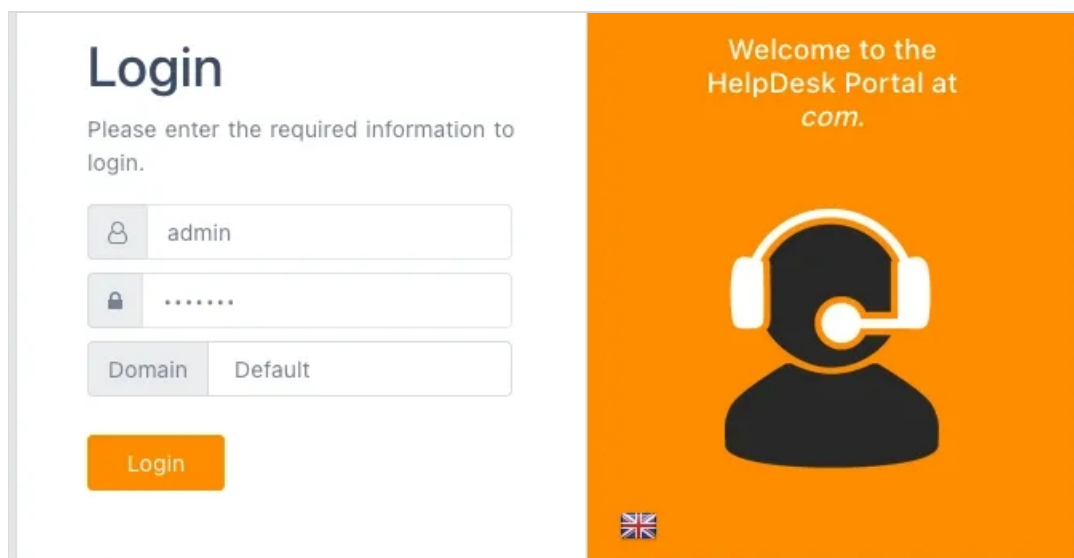 Login
Please enter the required information to
login.
admin
•••••••
Domain Default
Login
Welcome to the
HelpDesk Portal at
com.